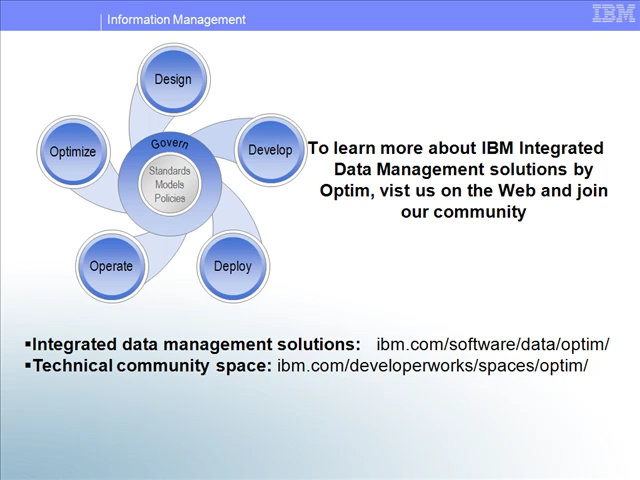 Information Management
IBM
Design
Optimize
Govern
Develop
Standards
Models
Policies
Operate
Deploy
To learn more about IBM Integrated
Data Management solutions by
Optim, vist us on the Web and join
our community
▪Integrated data management solutions: ibm.com/software/data/optim/
▪Technical community space: ibm.com/developerworks/spaces/optim/